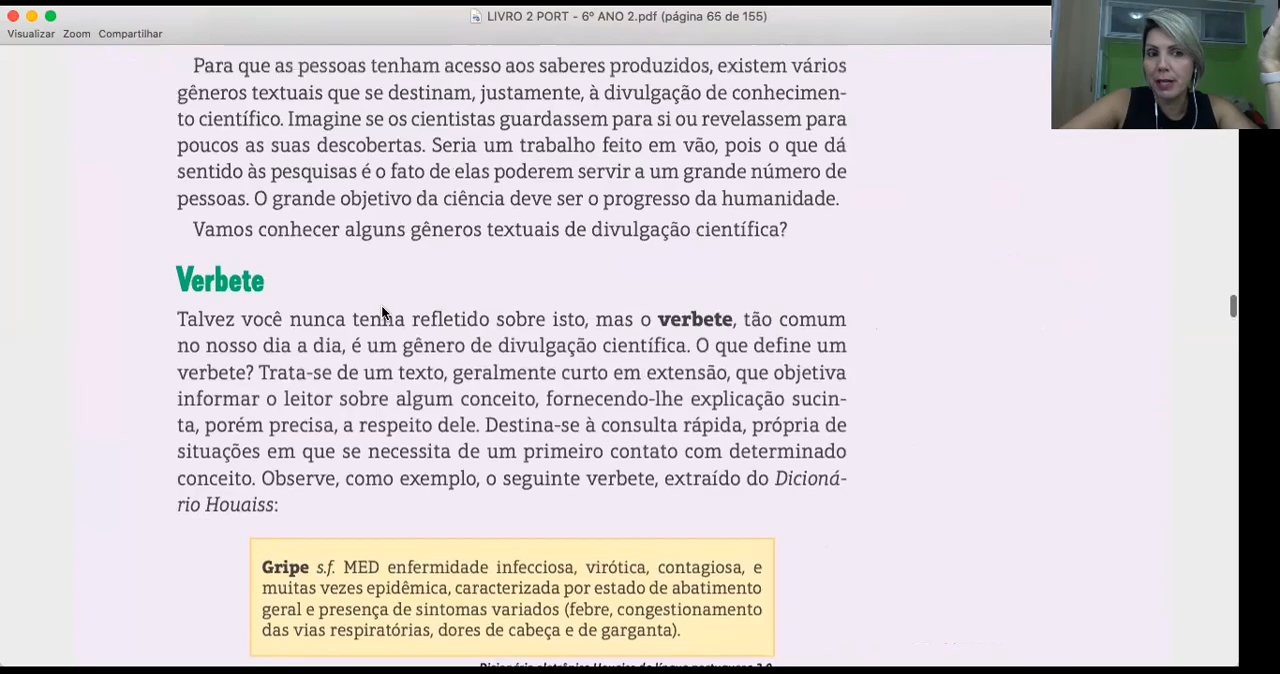 LIVRO 2 PORT - 6º ANO 2.pdf (página 66 de 155)
Visualizar Zoom Compartilhar
Para que as pessoas tenham acesso aos saberes produzidos, existem vários
gêneros textuais que se destinam, justamente, à divulgação de conhecimen-
to científico. Imagine se os cientistas guardassem para si ou revelassem para
poucos as suas descobertas. Seria um trabalho feito em vão, pois o que dá
sentido às pesquisas é o fato de elas poderem servir a um grande número de
pessoas. O grande objetivo da ciência deve ser o progresso da humanidade.
Vamos conhecer alguns gêneros textuais de divulgação científica?
Verbete
Talvez você nunca tenha refletido sobre isto, mas o verbete, tão comum
no nosso dia a dia, é um gênero de divulgação científica. O que define um
verbete? Trata-se de um texto, geralmente curto em extensão, que objetiva
informar o leitor sobre algum conceito, fornecendo-lhe explicação sucin-
ta, porém precisa, a respeito dele. Destina-se à consulta rápida, própria de
situações em que se necessita de um primeiro contato com determinado
conceito. Observe, como exemplo, o seguinte verbete, extraído do Dicioná-
rio Houaiss:
Gripe s.f. MED enfermidade infecciosa, virótica, contagiosa, e
muitas vezes epidêmica, caracterizada por estado de abatimento
geral e presença de sintomas variados (febre, congestionamento
das vias respiratórias, dores de cabeça e de garganta).
Dicionário eletrônico Houaiss da língua portuguesa 3.0